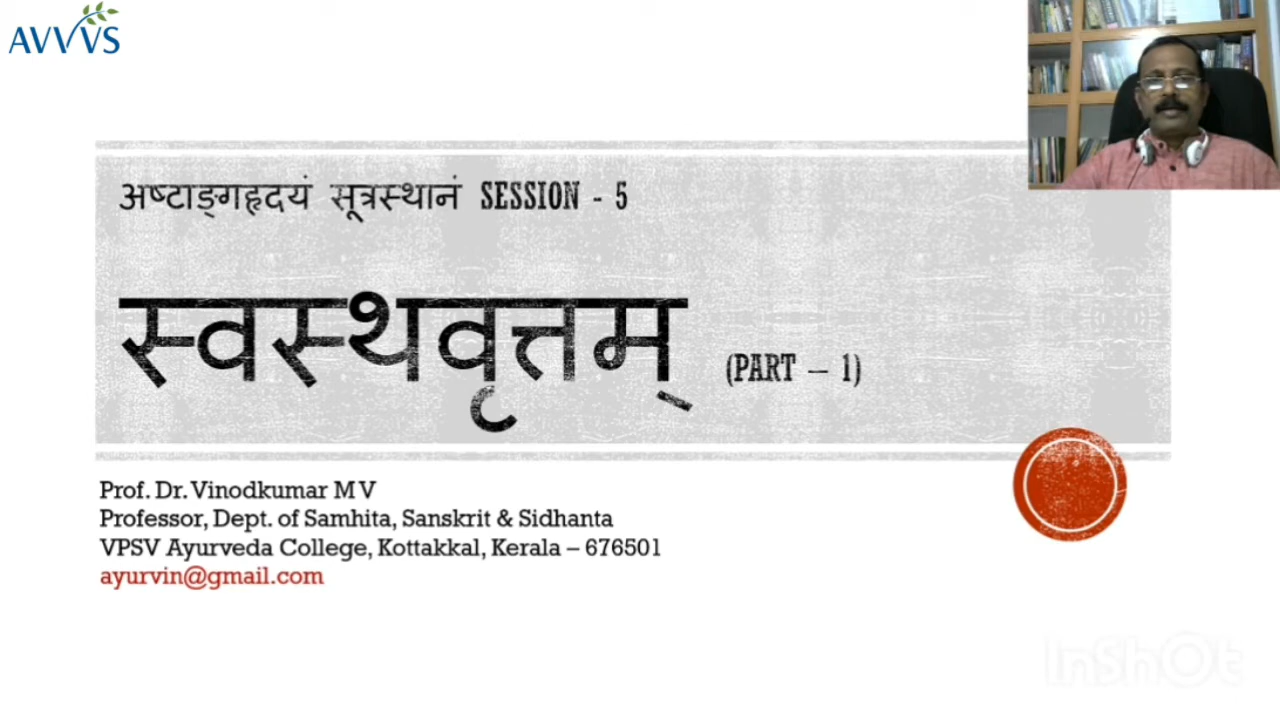 AVVVS
अष्टाङ्गहृदयं सूत्रस्थानं SESSION - 5
स्वस्थवृत्तम् (PART – 1)
Prof. Dr. Vinodkumar M V
Professor, Dept. of Samhita, Sanskrit & Sidhanta
VPSV Ayurveda College, Kottakkal, Kerala – 676501
ayurvin@gmail.com
InShOt